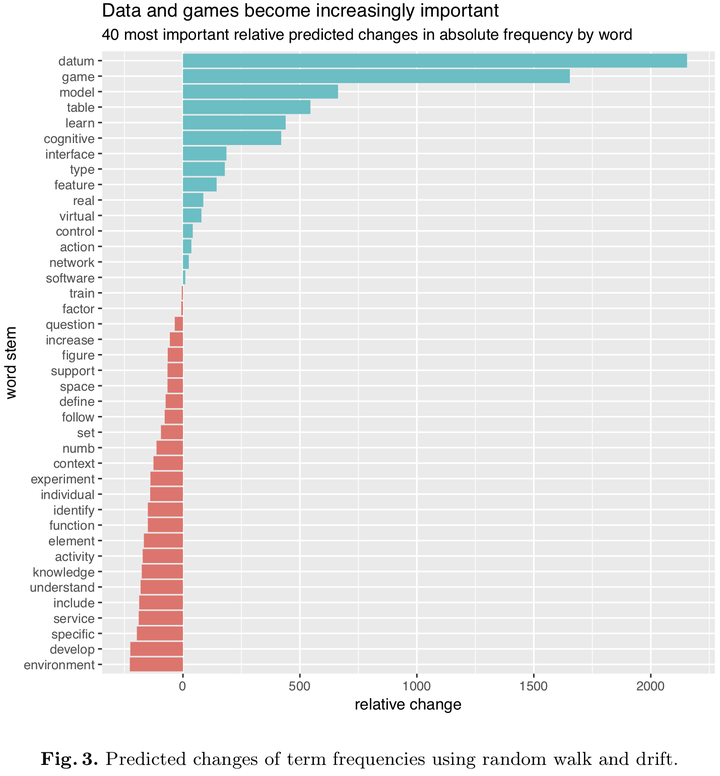 Data and games become increasingly important
40 most important relative predicted changes in absolute frequency by word
datum
game
model
table
learn
cognitive
interface
type
feature
real
virtual
control
action
network
software
train
factor
question
increase
figure
support
space
define
follow
set
numb
context
experiment
individual
identify
function
element
activity
knowledge
understand
include
service
specific
develop
environment
word stem
0 500 1000 1500 2000
relative change
Fig. 3. Predicted changes of term frequencies using random walk and drift.